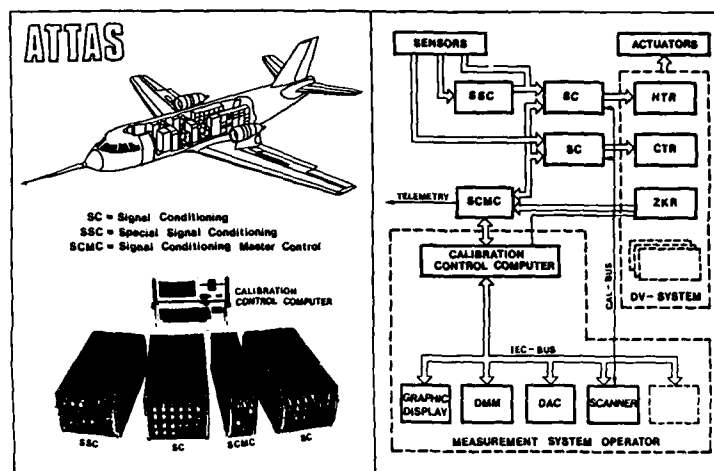 ATTAS
SC = Signal Conditioning
SSC = Special Signal Conditioning
SCMC = Signal Conditioning Master Control
CALIBRATION
CONTROL COMPUTER
SSC
SC
SCMC
SC
SENSORS
ACTUATORS
SSC
SC
HTR
SC
CTR
TELEMETRY
SCMC
ZKR
CALIBRATION
CONTROL COMPUTER
CAL-BUS
DV-SYSTEM
IEC-BUS
GRAPHIC
DISPLAY
DMM
DAC
SCANNER
MEASUREMENT SYSTEM OPERATOR